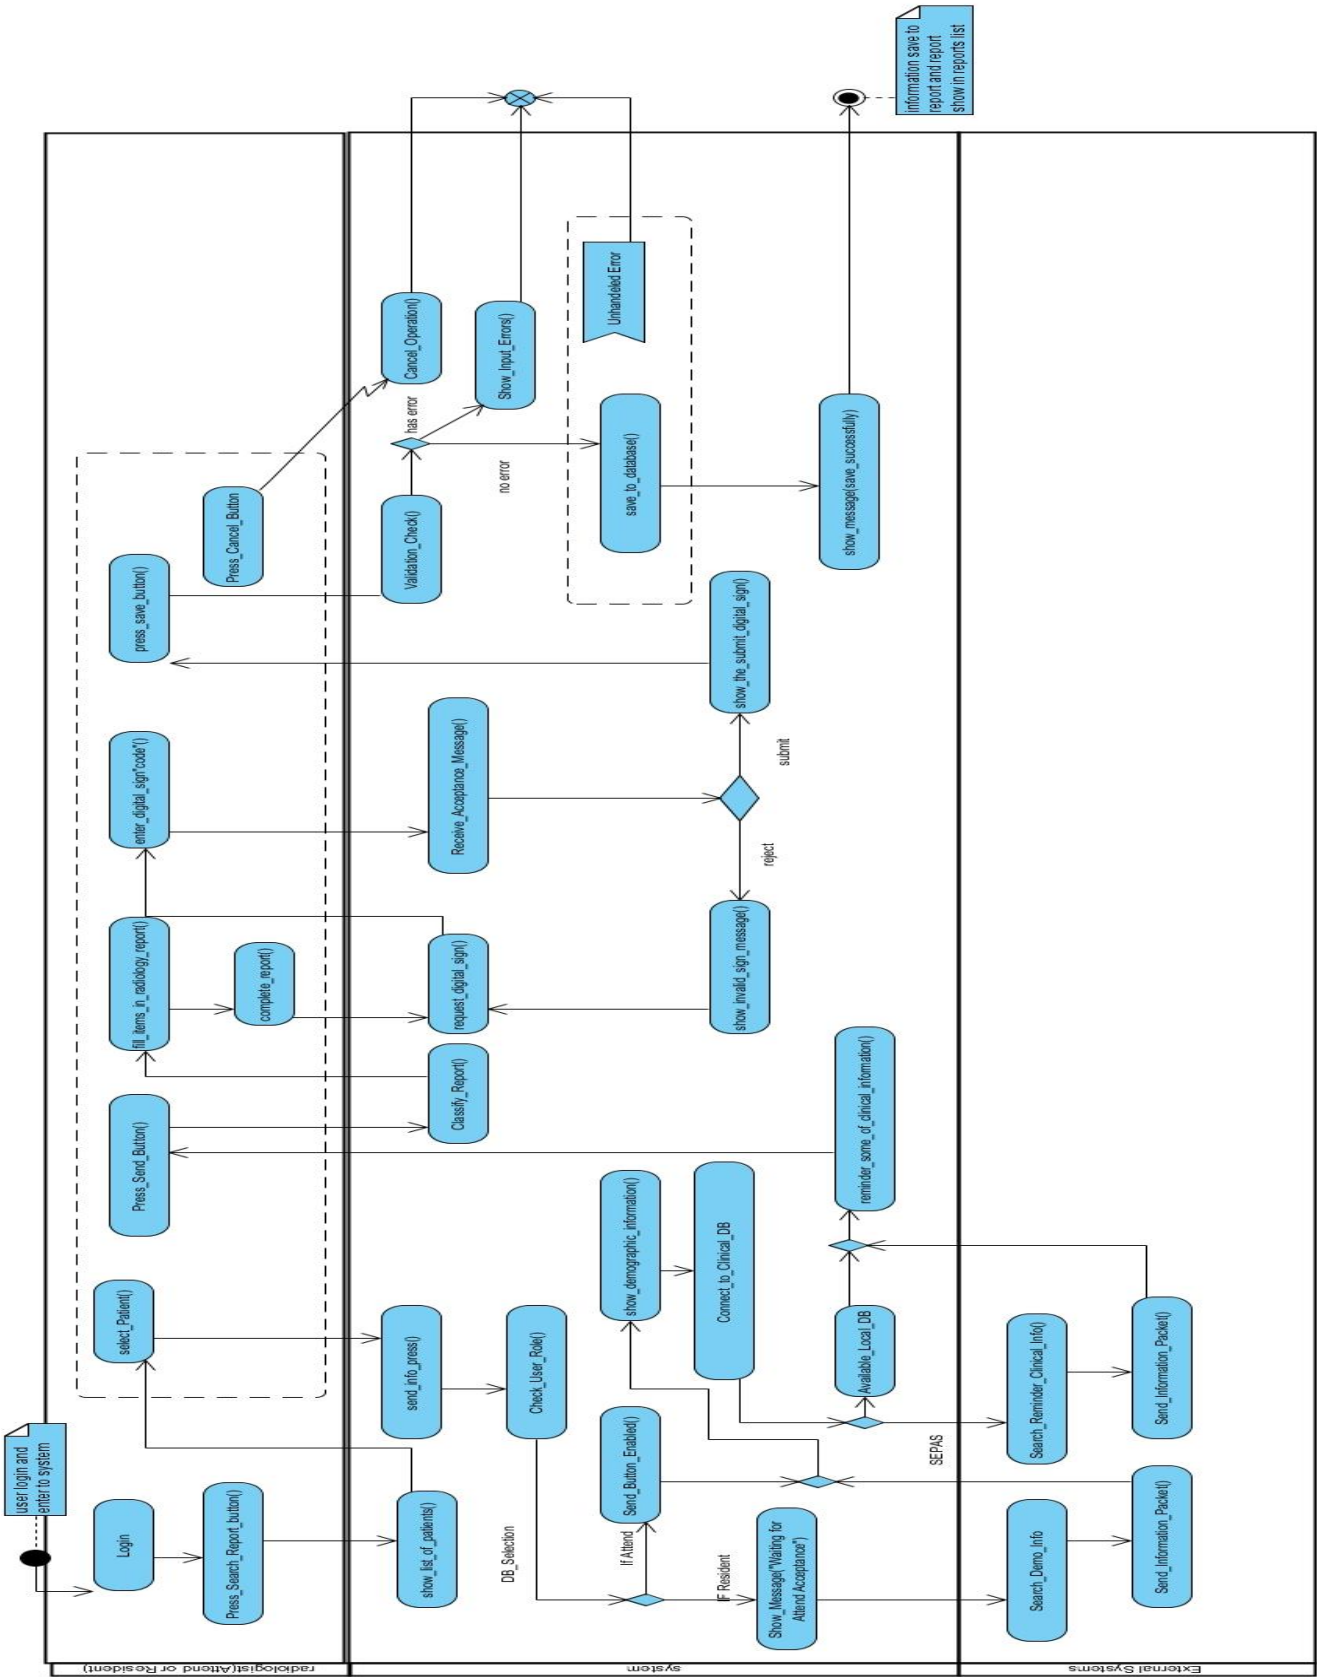 user login and
enter to system
Login
Press_Search_Report_button()
select_Patient()
Press_Send_Button()
fill_items_in_radiology_report()
complete_report()
enter_digital_sign"code"()
press_save_button()
Press_Cancel_Button
radiologist(Attend or Resident)
show_list_of_patients()
send_info_press()
Check_User_Role()
DB_Selection
If Attend
Send_Button_Enabled()
IF Resident
Show_Message("Waiting for
Attend Acceptance")
show_demographic_information()
Connect_to_Clinical_DB
Available_Local_DB
SEPAS
reminder_some_of_clinical_information()
Classify_Report()
request_digital_sign()
Receive_Acceptance_Message()
reject
submit
show_invalid_sign_message()
show_the_submit_digital_sign()
Validation_Check()
has error
no error
Cancel_Operation()
Show_Input_Errors()
save_to_database()
Unhandeled Error
show_message(save_successfully)
information save to
report and report
show in reports list
system
Search_Demo_Info
Send_Information_Packet()
Search_Reminder_Clinical_Info()
Send_Information_Packet()
External Systems